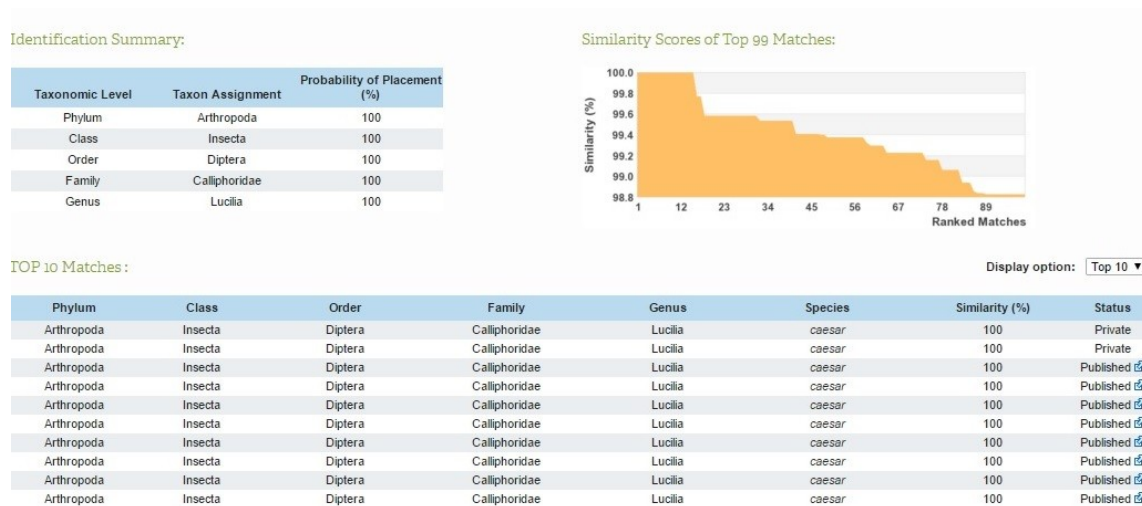 Identification Summary:
Similarity Scores of Top 99 Matches:
Taxonomic Level Taxon Assignment Probability of Placement (%)
Phylum Arthropoda 100
Class Insecta 100
Order Diptera 100
Family Calliphoridae 100
Genus Lucilia 100
Similarity (%)
100.0
99.8
99.6
99.4
99.2
99.0
98.8
1 12 23 34 45 56 67 78 89
Ranked Matches
TOP 10 Matches :
Display option: Top 10
Phylum Class Order Family Genus Species Similarity (%) Status
Arthropoda Insecta Diptera Calliphoridae Lucilia caesar 100 Private
Arthropoda Insecta Diptera Calliphoridae Lucilia caesar 100 Private
Arthropoda Insecta Diptera Calliphoridae Lucilia caesar 100 Published
Arthropoda Insecta Diptera Calliphoridae Lucilia caesar 100 Published
Arthropoda Insecta Diptera Calliphoridae Lucilia caesar 100 Published
Arthropoda Insecta Diptera Calliphoridae Lucilia caesar 100 Published
Arthropoda Insecta Diptera Calliphoridae Lucilia caesar 100 Published
Arthropoda Insecta Diptera Calliphoridae Lucilia caesar 100 Published
Arthropoda Insecta Diptera Calliphoridae Lucilia caesar 100 Published
Arthropoda Insecta Diptera Calliphoridae Lucilia caesar 100 Published